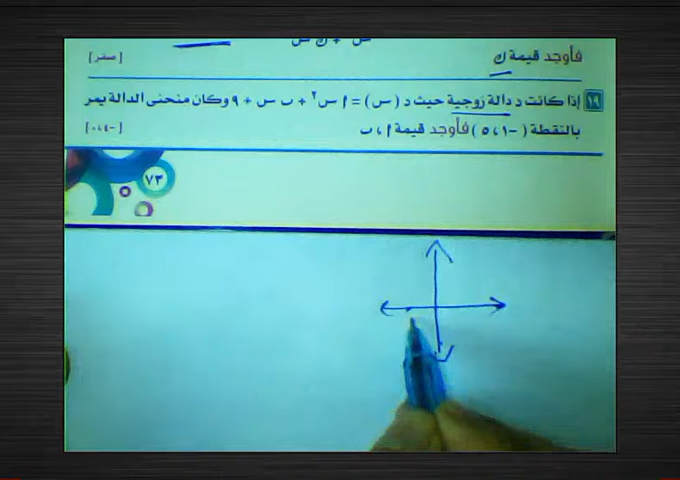 س + ن س
فأوجد قيمة ن [صفر]
١٩ إذا كانت د دالة زوجية حيث د (س) = ا س٢ + ب س + ٩ وكان منحنى الدالة يمر
بالنقطة (-١ ، ٥) فأوجد قيمة ا ، ب [-٤ ، ٠]
٧٣